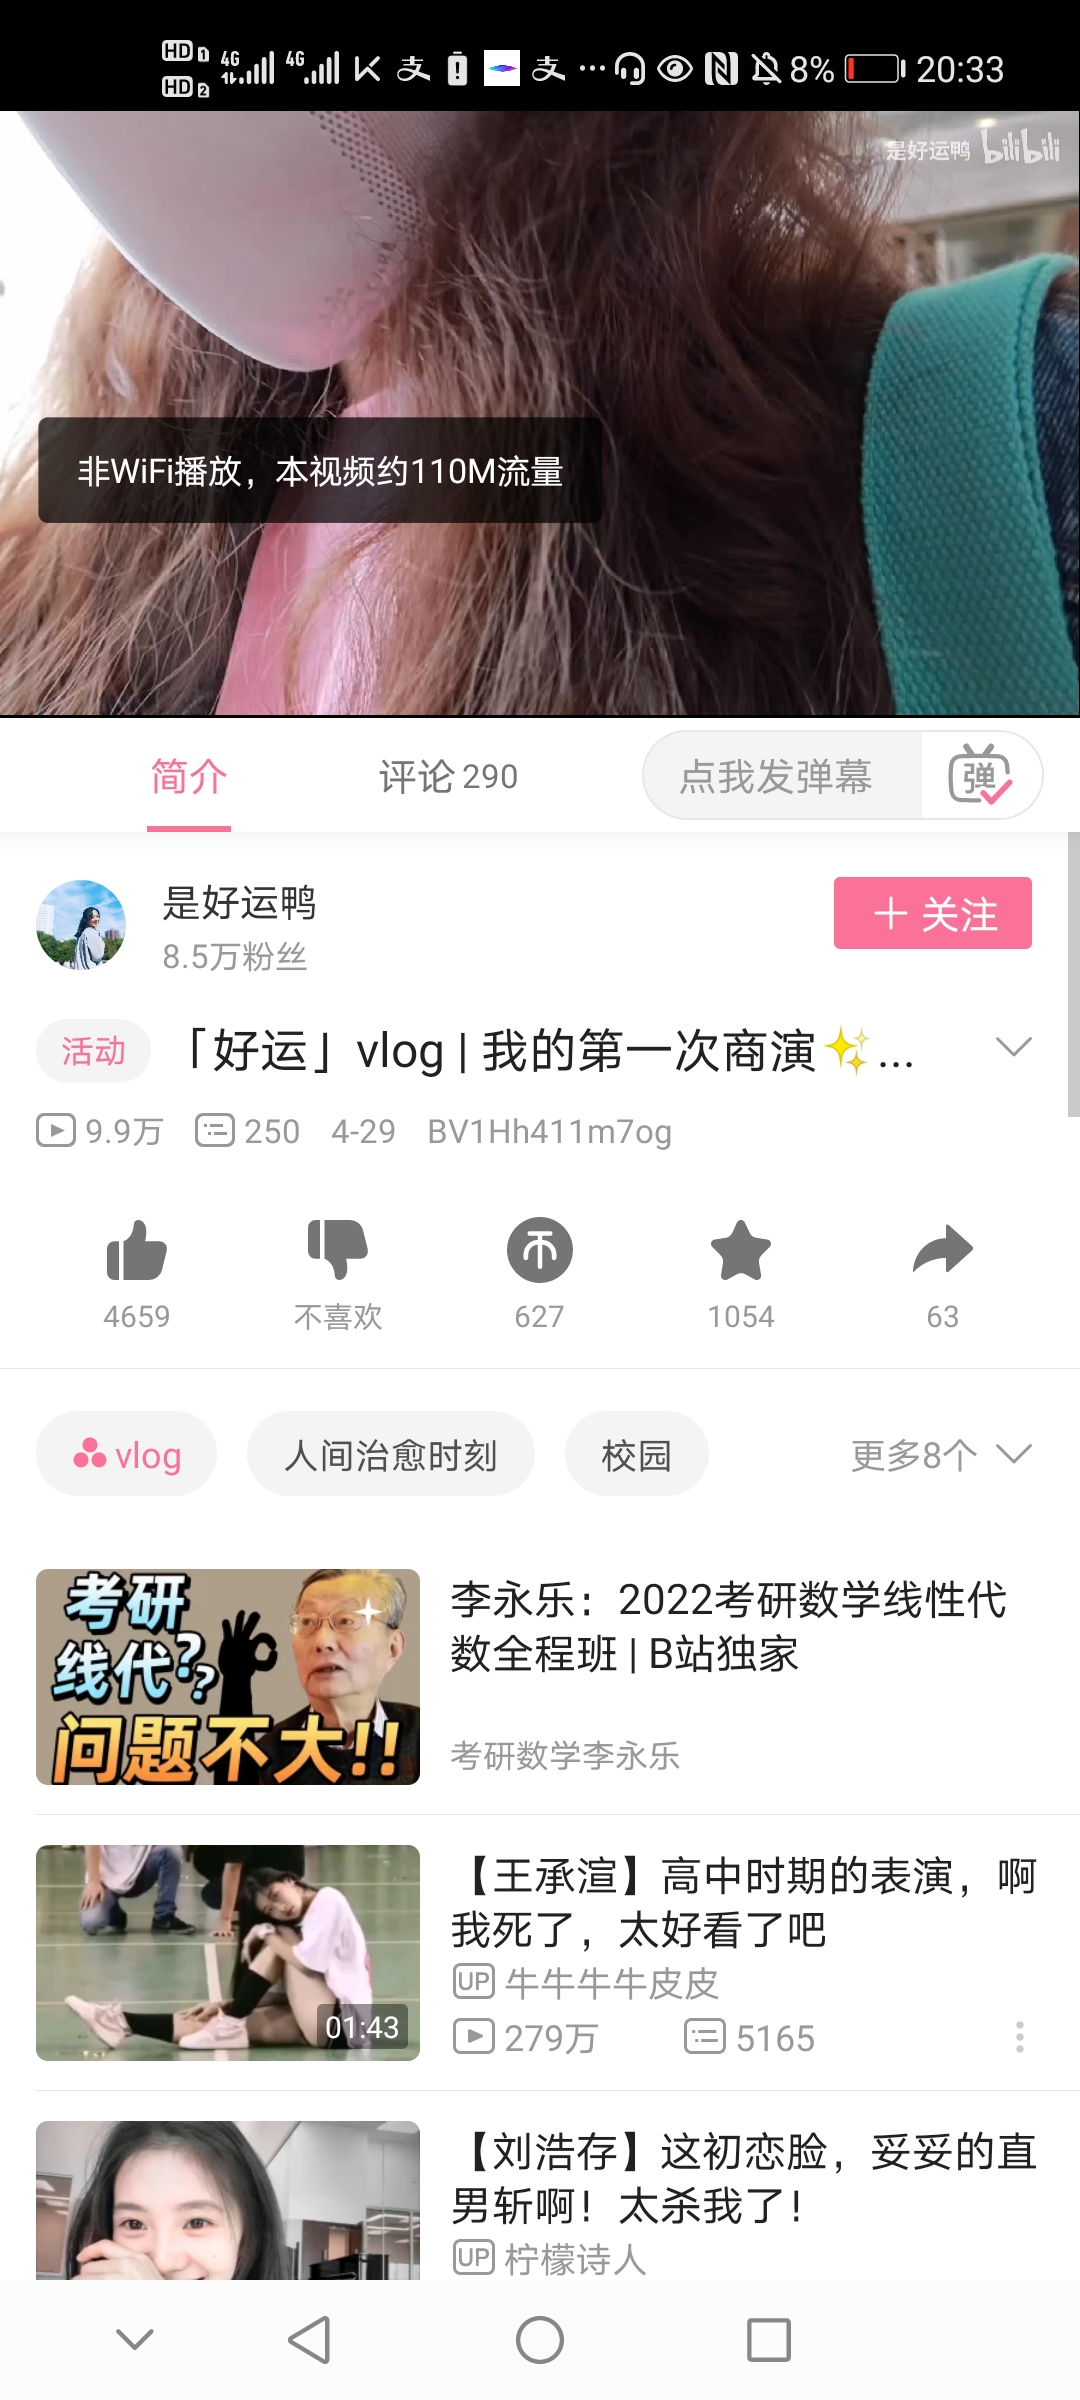 HD 1 4G 4G 支 支 ... 8% 20:33
HD 2
是好运鸭 bilibili
非WiFi播放，本视频约110M流量
简介 评论 290 点我发弹幕 弹
是好运鸭
8.5万粉丝
+ 关注
活动 「好运」vlog | 我的第一次商演✨...
9.9万 250 4-29 BV1Hh411m7og
4659 不喜欢 627 1054 63
vlog 人间治愈时刻 校园 更多8个
考研
线代??
问题不大!!
李永乐：2022考研数学线性代
数全程班 | B站独家
考研数学李永乐
01:43
【王承渲】高中时期的表演，啊
我死了，太好看了吧
UP 牛牛牛牛皮皮
279万 5165
【刘浩存】这初恋脸，妥妥的直
男斩啊！太杀我了！
UP 柠檬诗人